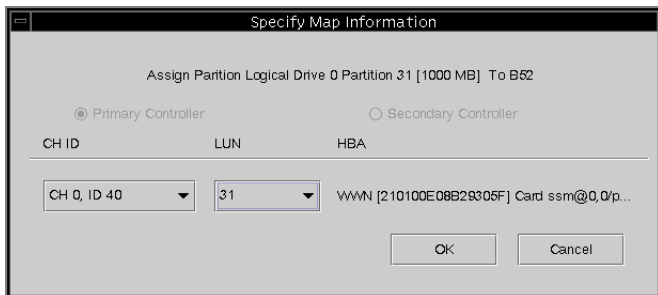 Specify Map Information
Assign Parition Logical Drive 0 Partition 31 [1000 MB] To B52
Primary Controller
Secondary Controller
CH ID
LUN
HBA
CH 0, ID 40
31
WWN [210100E08B29305F] Card ssm@0,0/p...
OK
Cancel